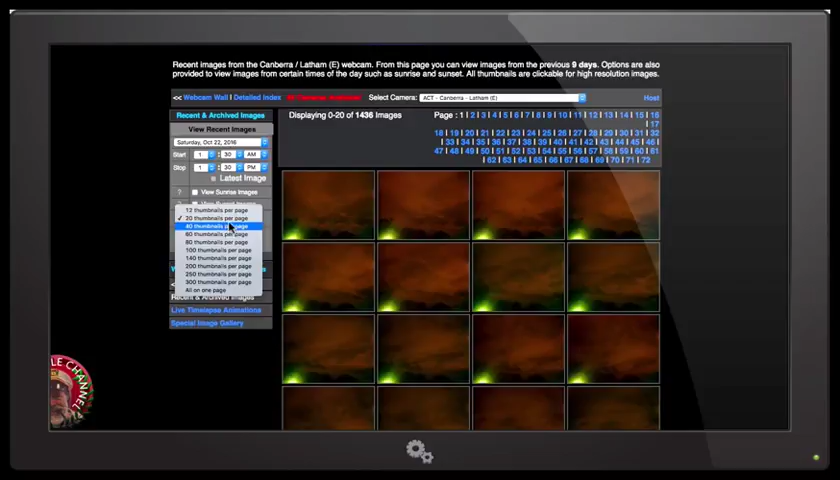 Recent images from the Canberra / Latham (E) webcam. From this page you can view images from the previous 9 days. Options are also
provided to view images from certain times of the day such as sunrise and sunset. All thumbnails are clickable for high resolution images.
<< Webcam Wall | Detailed Index
Select Camera: ACT - Canberra - Latham (E)
Host
Recent & Archived Images
View Recent Images
Saturday, Oct 22, 2016
Start 1 : 30 AM
Stop 1 : 30 PM
Latest Image
? View Sunrise Images
?
12 thumbnails per page
✓ 20 thumbnails per page
40 thumbnails per page
60 thumbnails per page
80 thumbnails per page
100 thumbnails per page
140 thumbnails per page
200 thumbnails per page
250 thumbnails per page
300 thumbnails per page
All on one page
Recent & Archived Images
Live Timelapse Animations
Special Image Gallery
Displaying 0-20 of 1436 Images
Page : 1 | 2 | 3 | 4 | 5 | 6 | 7 | 8 | 9 | 10 | 11 | 12 | 13 | 14 | 15 | 16
| 17
18 | 19 | 20 | 21 | 22 | 23 | 24 | 25 | 26 | 27 | 28 | 29 | 30 | 31 | 32
| 33 | 34 | 35 | 36 | 37 | 38 | 39 | 40 | 41 | 42 | 43 | 44 | 45 | 46
47 | 48 | 49 | 50 | 51 | 52 | 53 | 54 | 55 | 56 | 57 | 58 | 59 | 60 | 61
| 62 | 63 | 64 | 65 | 66 | 67 | 68 | 69 | 70 | 71 | 72
LE CHANNEL